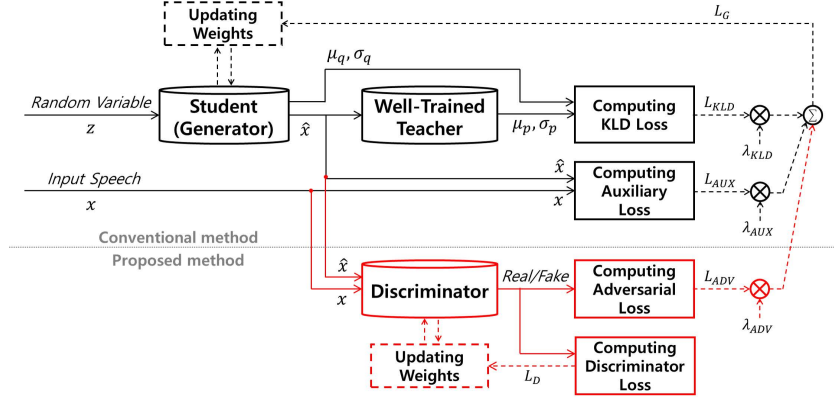 Updating
Weights
L_G
μ_q, σ_q
Random Variable
z
Student
(Generator)
x̂
Well-Trained
Teacher
μ_p, σ_p
Computing
KLD Loss
L_KLD
λ_KLD
Σ
Input Speech
x
x̂
x
Computing
Auxiliary
Loss
L_AUX
λ_AUX
Conventional method
Proposed method
x̂
x
Discriminator
Real/Fake
Computing
Adversarial
Loss
L_ADV
λ_ADV
Updating
Weights
L_D
Computing
Discriminator
Loss